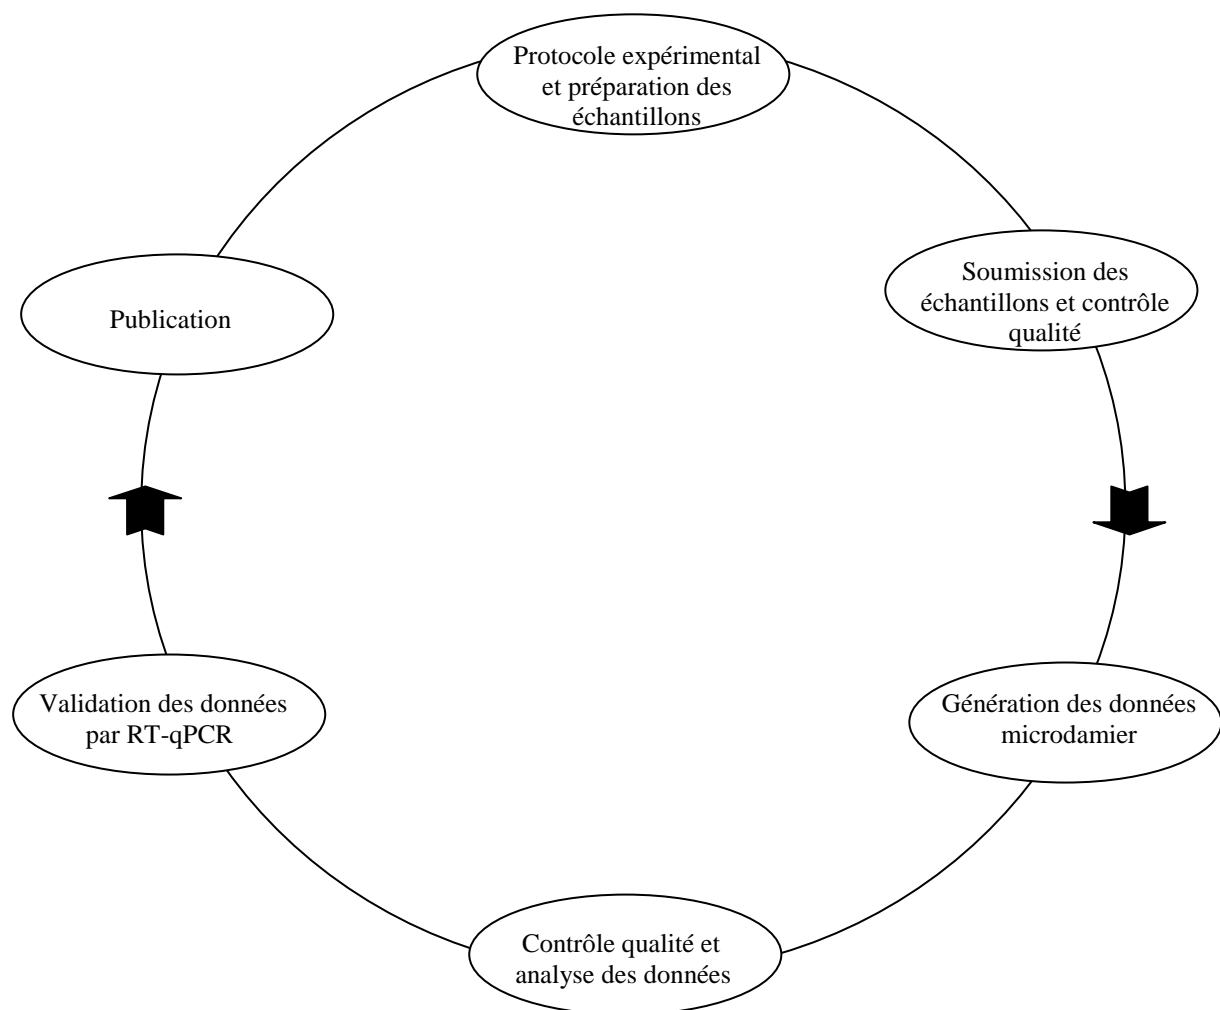 Protocole expérimental
et préparation des
échantillons
Soumission des
échantillons et contrôle
qualité
Génération des données
microdamier
Contrôle qualité et
analyse des données
Validation des données
par RT-qPCR
Publication